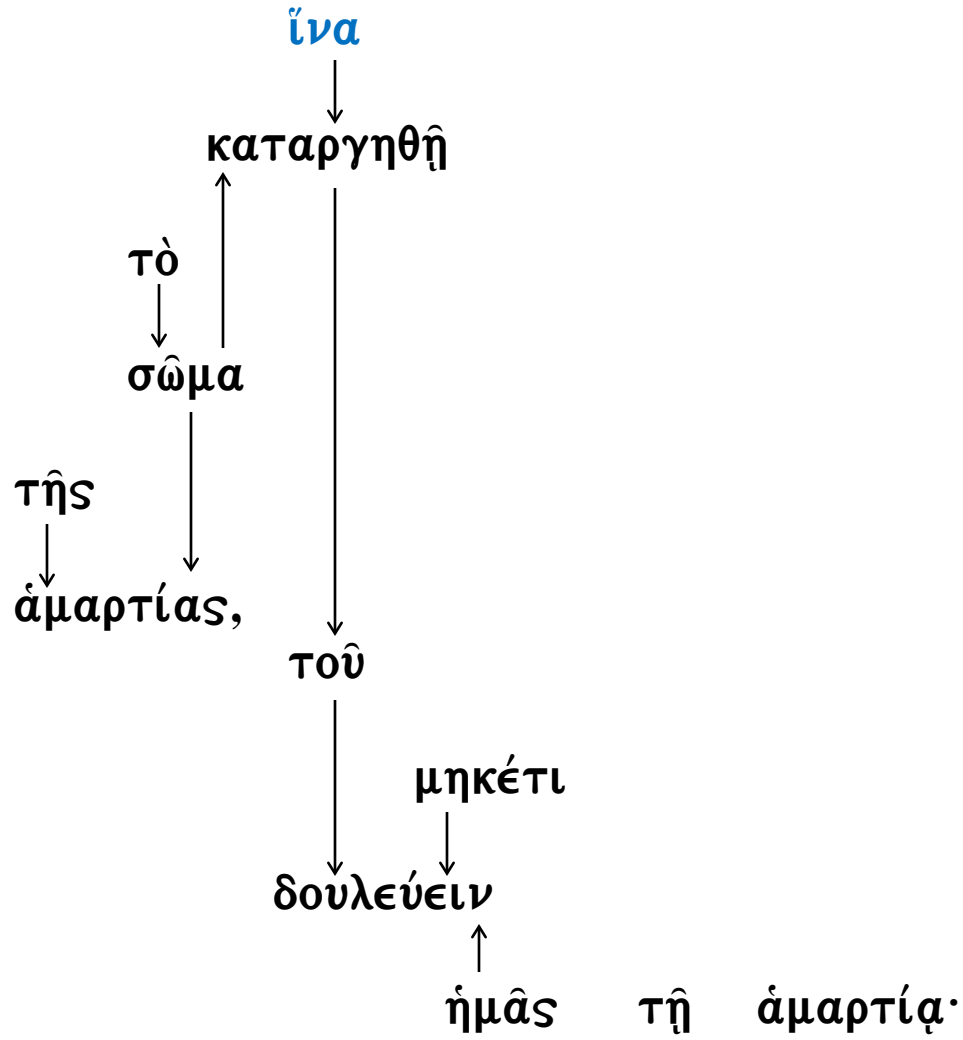 ἵνα
καταργηθῇ
τὸ
σῶμα
τῆς
ἁμαρτίας,
τοῦ
μηκέτι
δουλεύειν
ἡμᾶς τῇ ἁμαρτίᾳ·